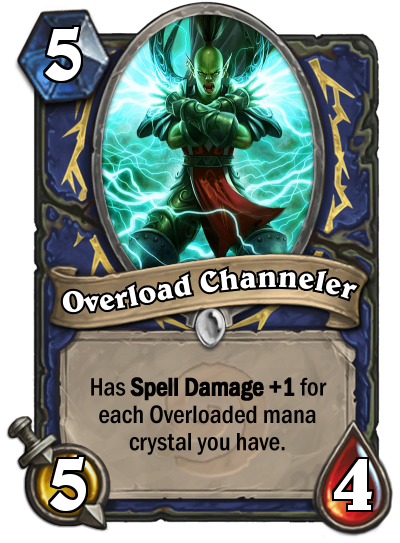 5
Overload Channeler
Has Spell Damage +1 for
each Overloaded mana
crystal you have.
5
4